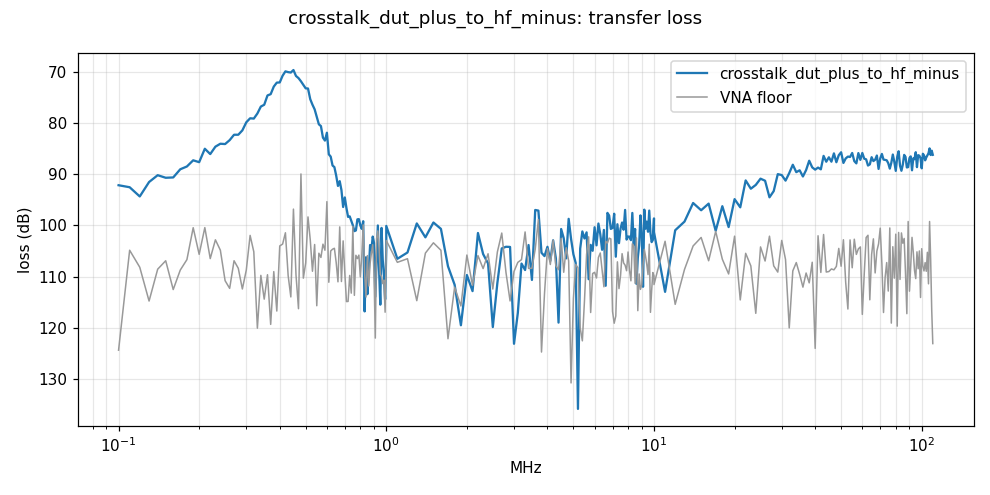 crosstalk_dut_plus_to_hf_minus: transfer loss
crosstalk_dut_plus_to_hf_minus
VNA floor
loss (dB)
70
80
90
100
110
120
130
10⁻¹
10⁰
10¹
10²
MHz